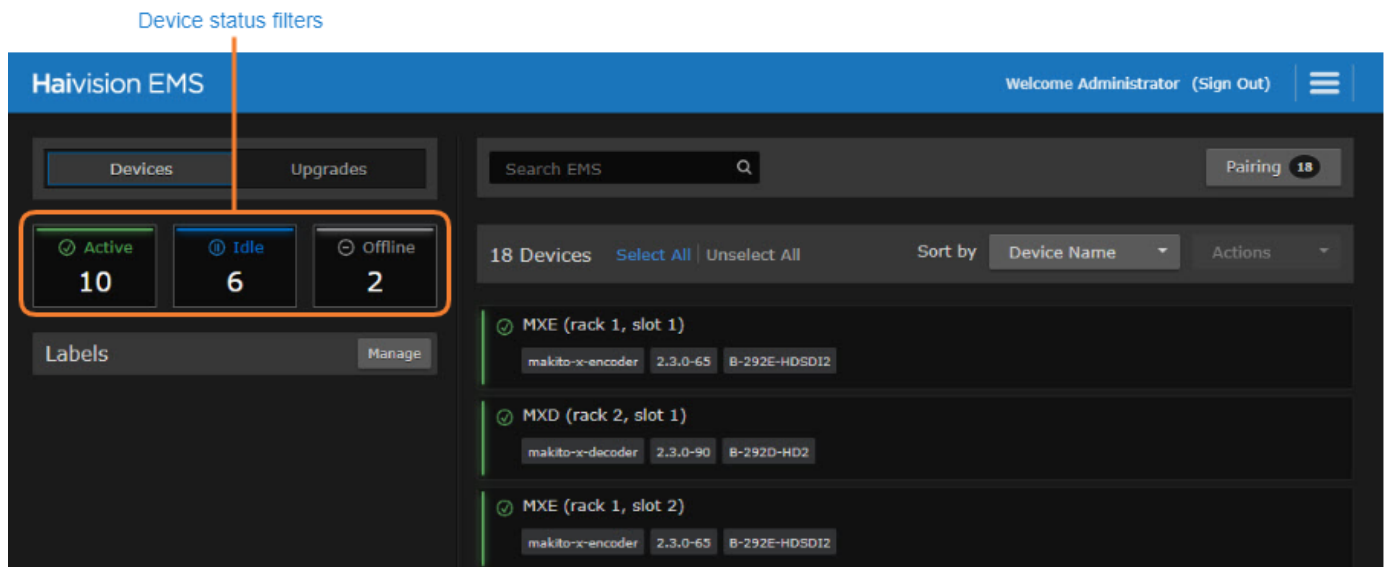 Device status filters
Haivision EMS
Welcome Administrator (Sign Out)
Devices Upgrades
Search EMS
Pairing 18
Active Idle Offline
10 6 2
18 Devices Select All Unselect All Sort by Device Name Actions
Labels Manage
MXE (rack 1, slot 1)
makito-x-encoder 2.3.0-65 B-292E-HDSDI2
MXD (rack 2, slot 1)
makito-x-decoder 2.3.0-90 B-292D-HD2
MXE (rack 1, slot 2)
makito-x-encoder 2.3.0-65 B-292E-HDSDI2